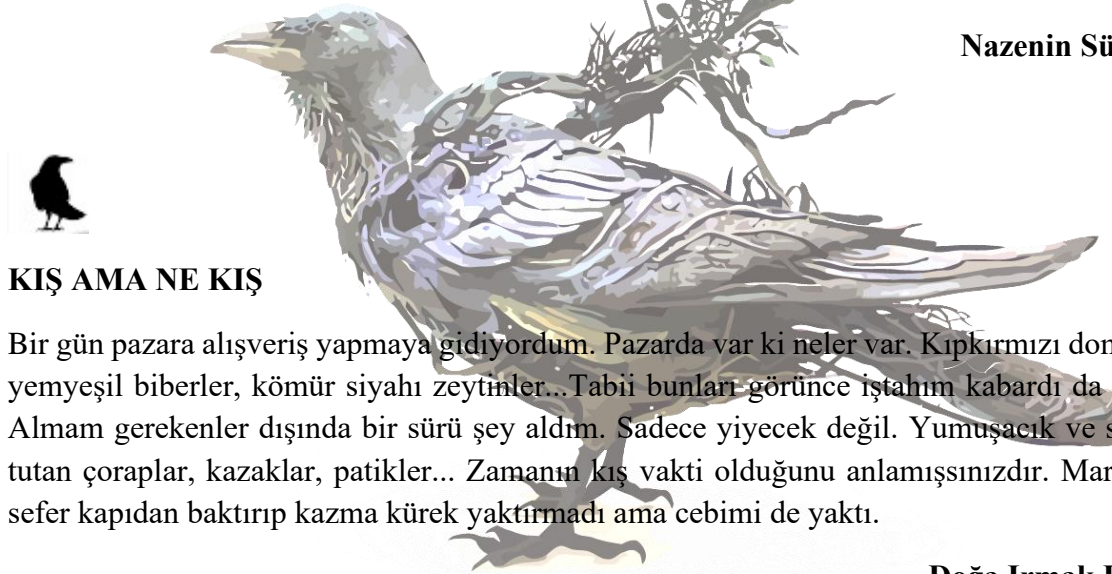 Nazenin Sü
KIŞ AMA NE KIŞ
Bir gün pazara alışveriş yapmaya gidiyordum. Pazarda var ki neler var. Kıpkırmızı dom
yemyeşil biberler, kömür siyahı zeytinler...Tabii bunları görünce iştahım kabardı da
Almam gerekenler dışında bir sürü şey aldım. Sadece yiyecek değil. Yumuşacık ve s
tutan çoraplar, kazaklar, patikler... Zamanın kış vakti olduğunu anlamışsınızdır. Mar
sefer kapıdan baktırıp kazma kürek yaktırmadı ama cebimi de yaktı.
Doğa Irmak